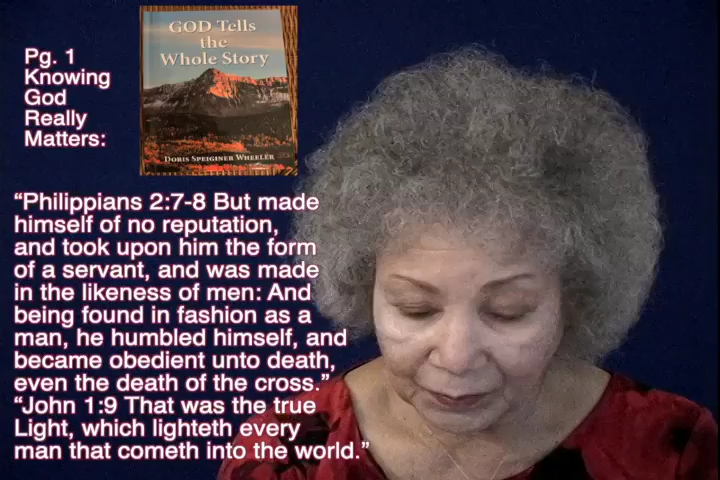 Pg. 1
Knowing
God
Really
Matters:
GOD Tells
the
Whole Story
Doris Speiginer Wheeler
“Philippians 2:7-8 But made
himself of no reputation,
and took upon him the form
of a servant, and was made
in the likeness of men: And
being found in fashion as a
man, he humbled himself, and
became obedient unto death,
even the death of the cross.”
“John 1:9 That was the true
Light, which lighteth every
man that cometh into the world.”